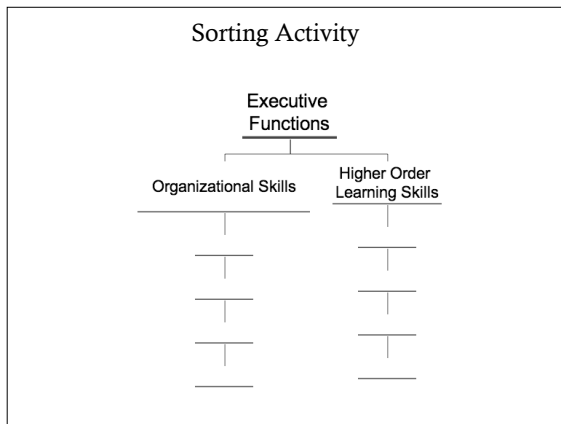 Sorting Activity
Executive
Functions
Organizational Skills
Higher Order
Learning Skills